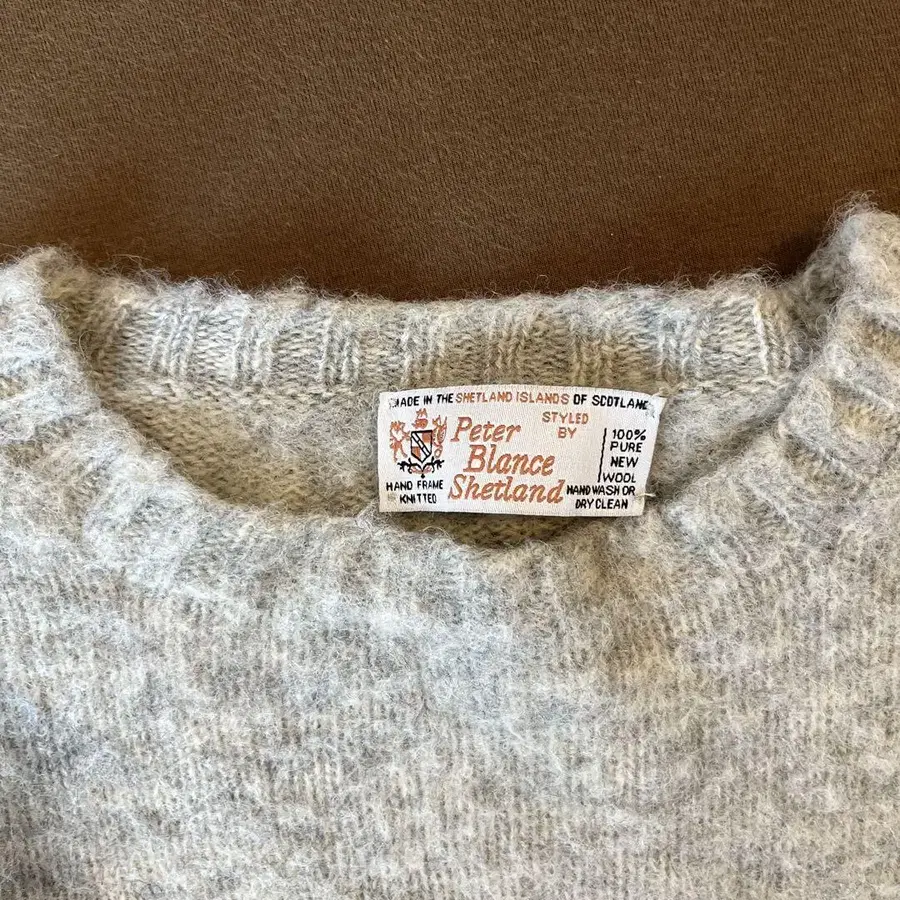 MADE IN THE SHETLAND ISLANDS OF SCOTLAND
STYLED
BY
Peter
Blance
Shetland
HAND FRAME
KNITTED
100%
PURE
NEW
WOOL
HAND WASH OR
DRY CLEAN